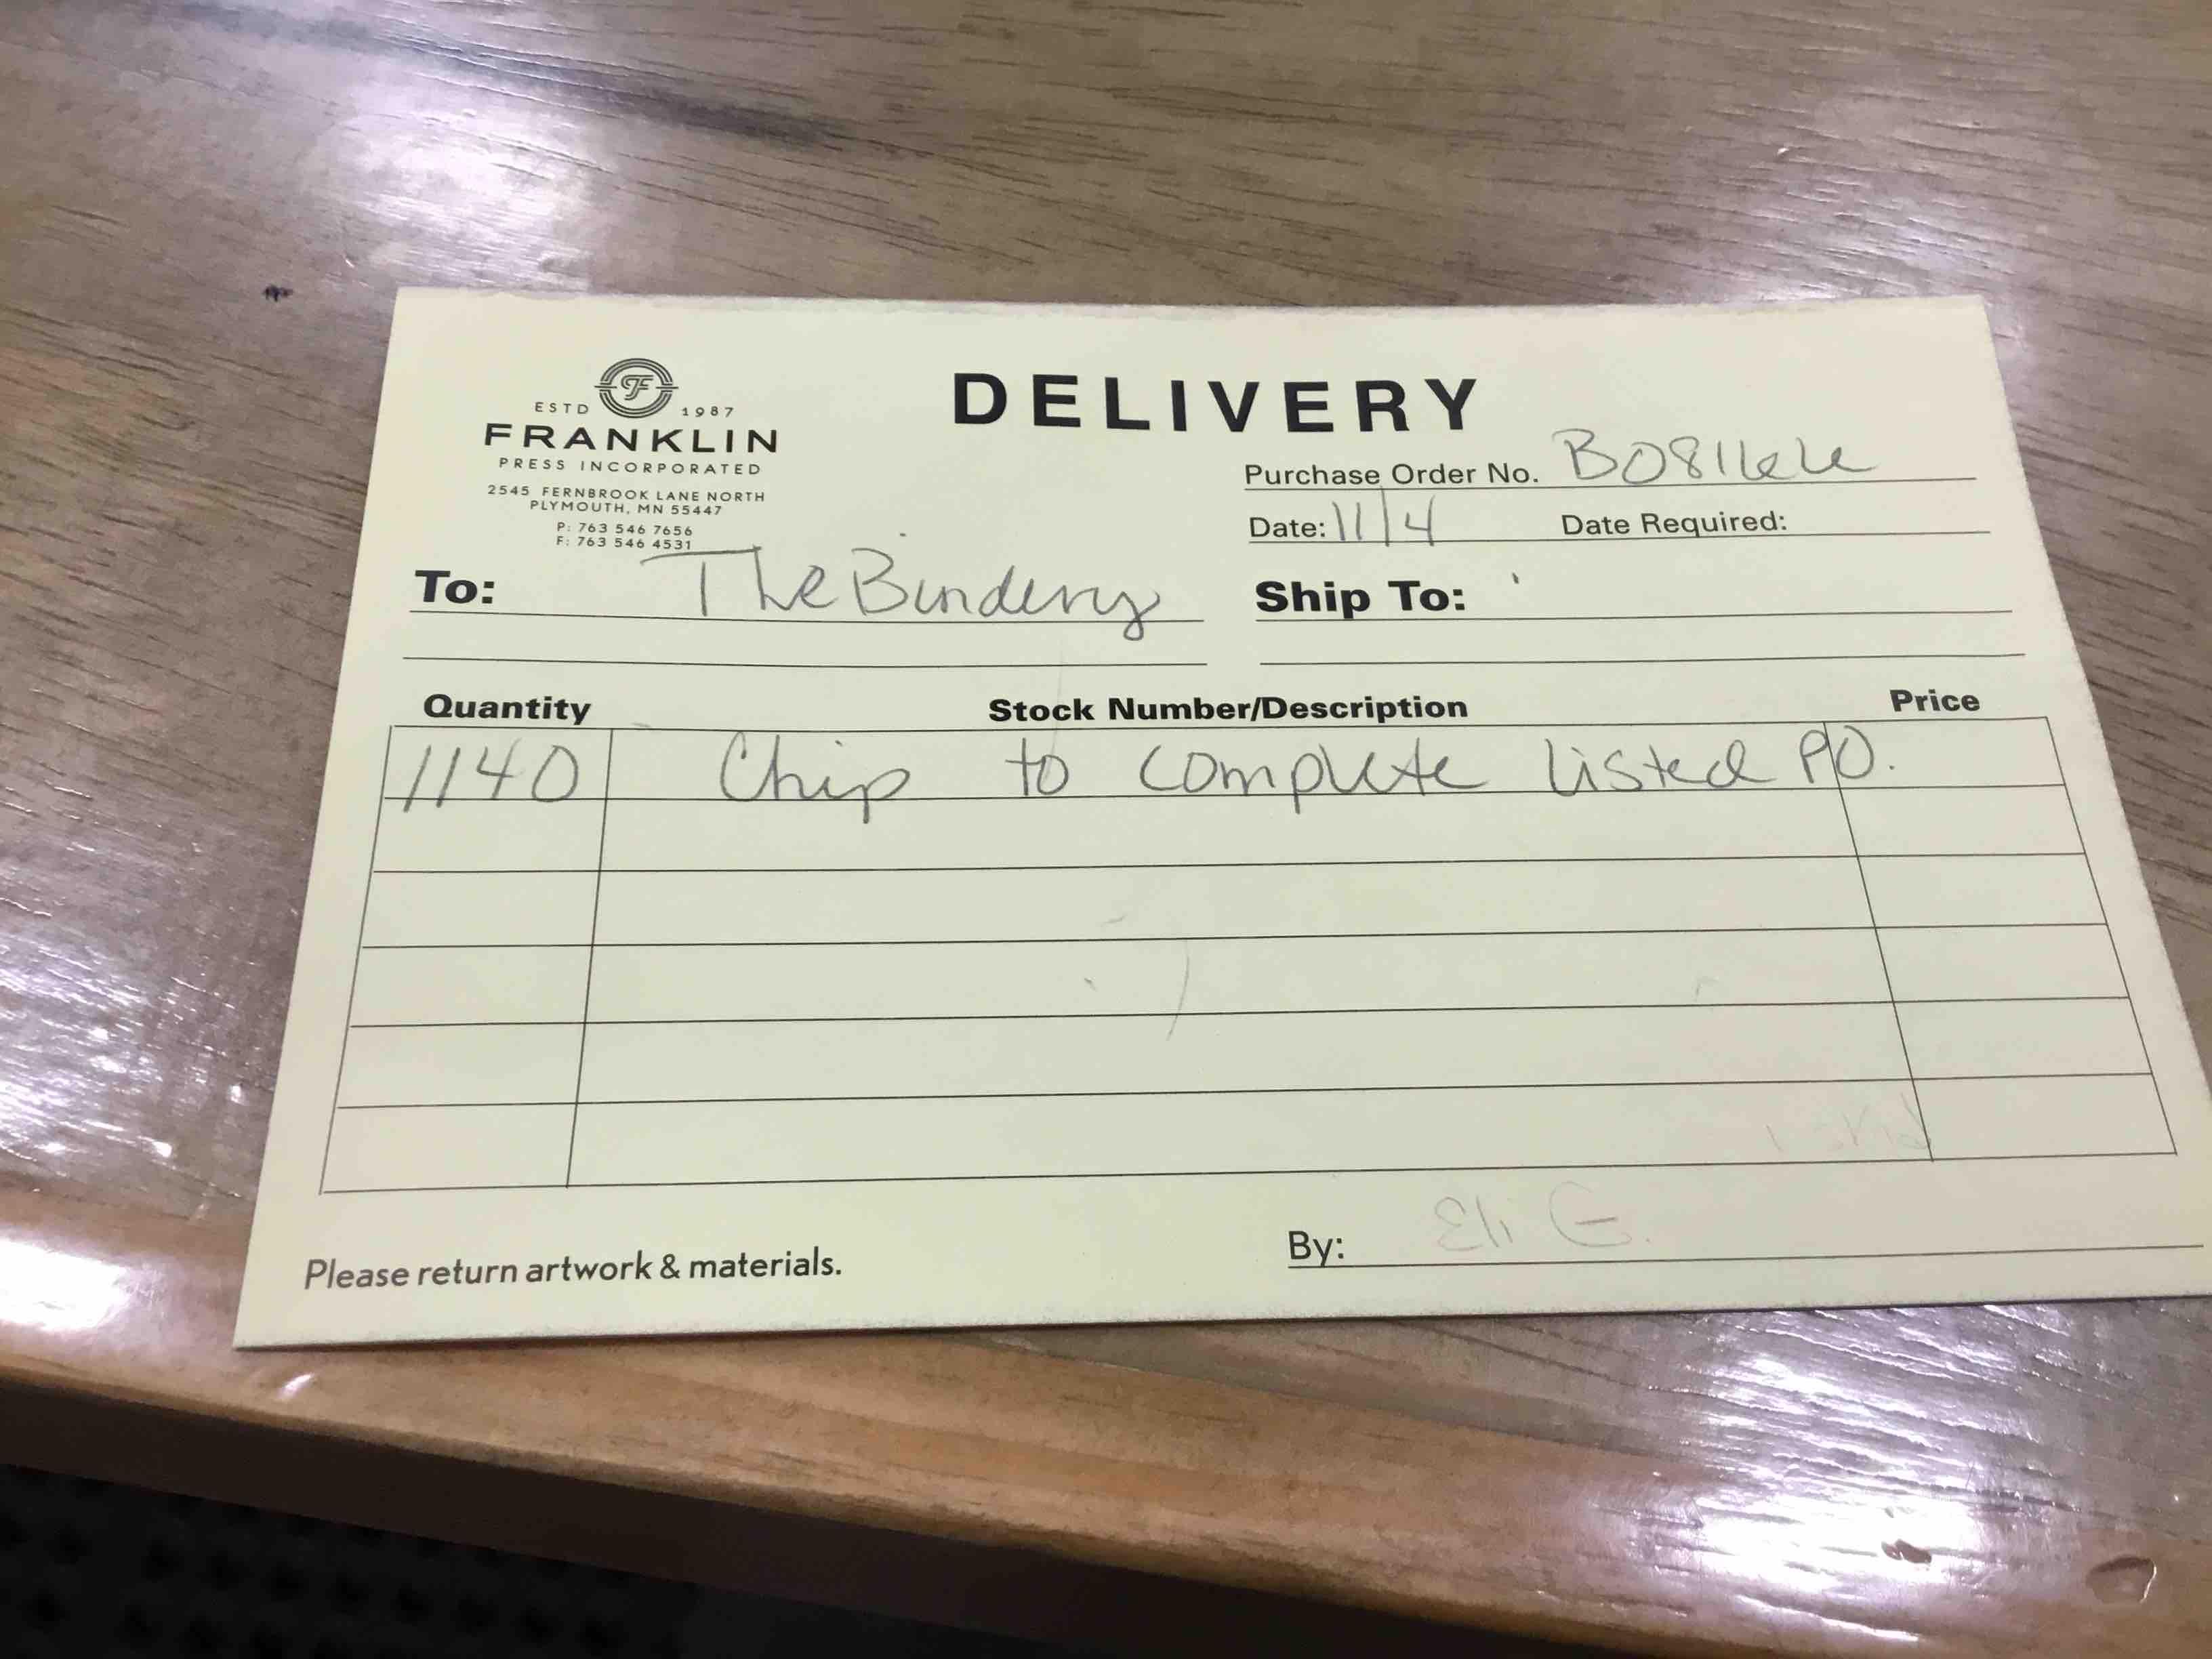 ESTD 1987
FRANKLIN
PRESS INCORPORATED
2545 FERNBROOK LANE NORTH
PLYMOUTH, MN 55447
P: 763 546 7656
F: 763 546 4531
DELIVERY
Purchase Order No. B081666
Date: 11/4 Date Required:
To: The Bindery Ship To:
Quantity Stock Number/Description Price
1140 Chip to complete listed PO.
Please return artwork & materials. By: Eli G.